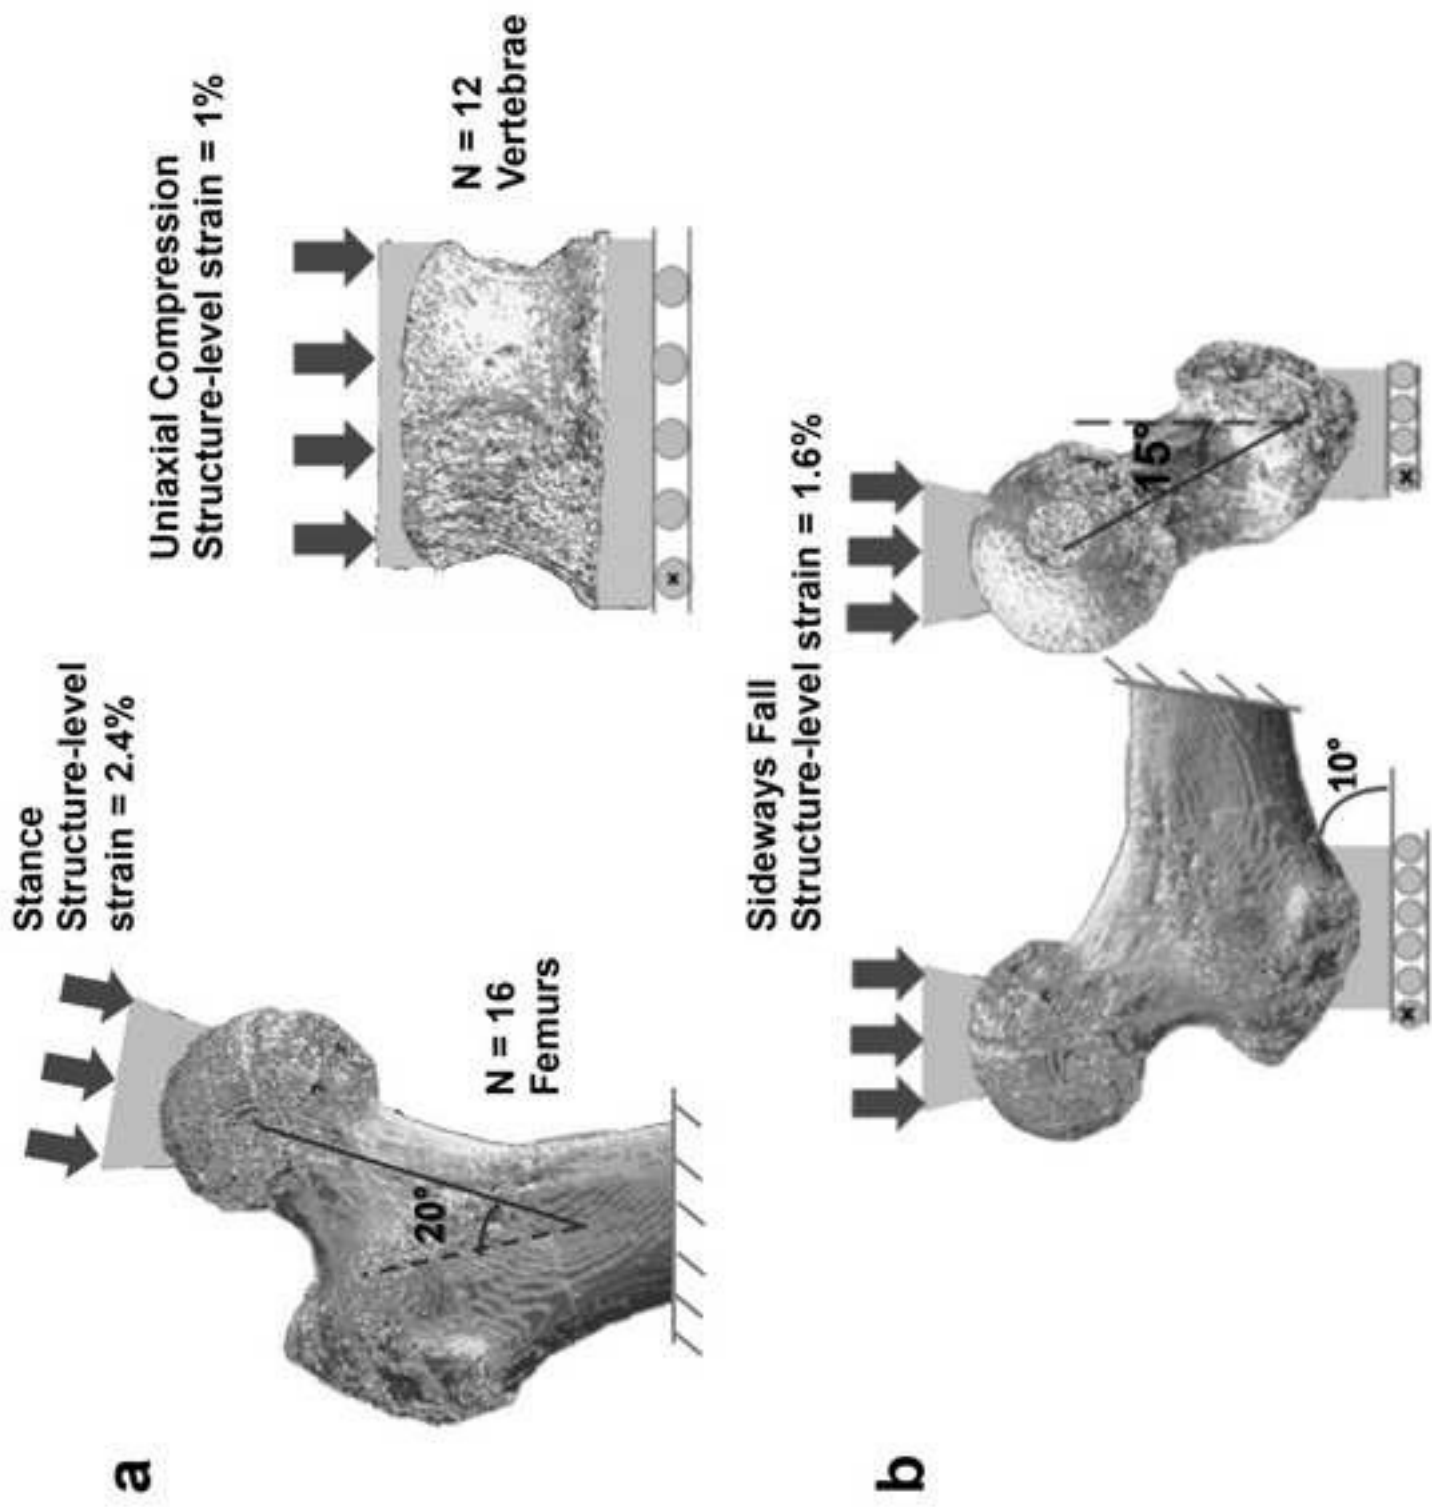 a
Stance
Structure-level
strain = 2.4%
20°
N = 16
Femurs
Uniaxial Compression
Structure-level strain = 1%
N = 12
Vertebrae
x
b
Sideways Fall
Structure-level strain = 1.6%
10°
x
15°
x